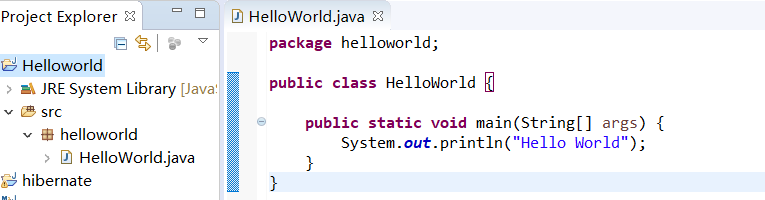 Project Explorer
Helloworld
JRE System Library [JavaS
src
helloworld
HelloWorld.java
hibernate
HelloWorld.java
package helloworld;
public class HelloWorld {
public static void main(String[] args) {
System.out.println("Hello World");
}
}